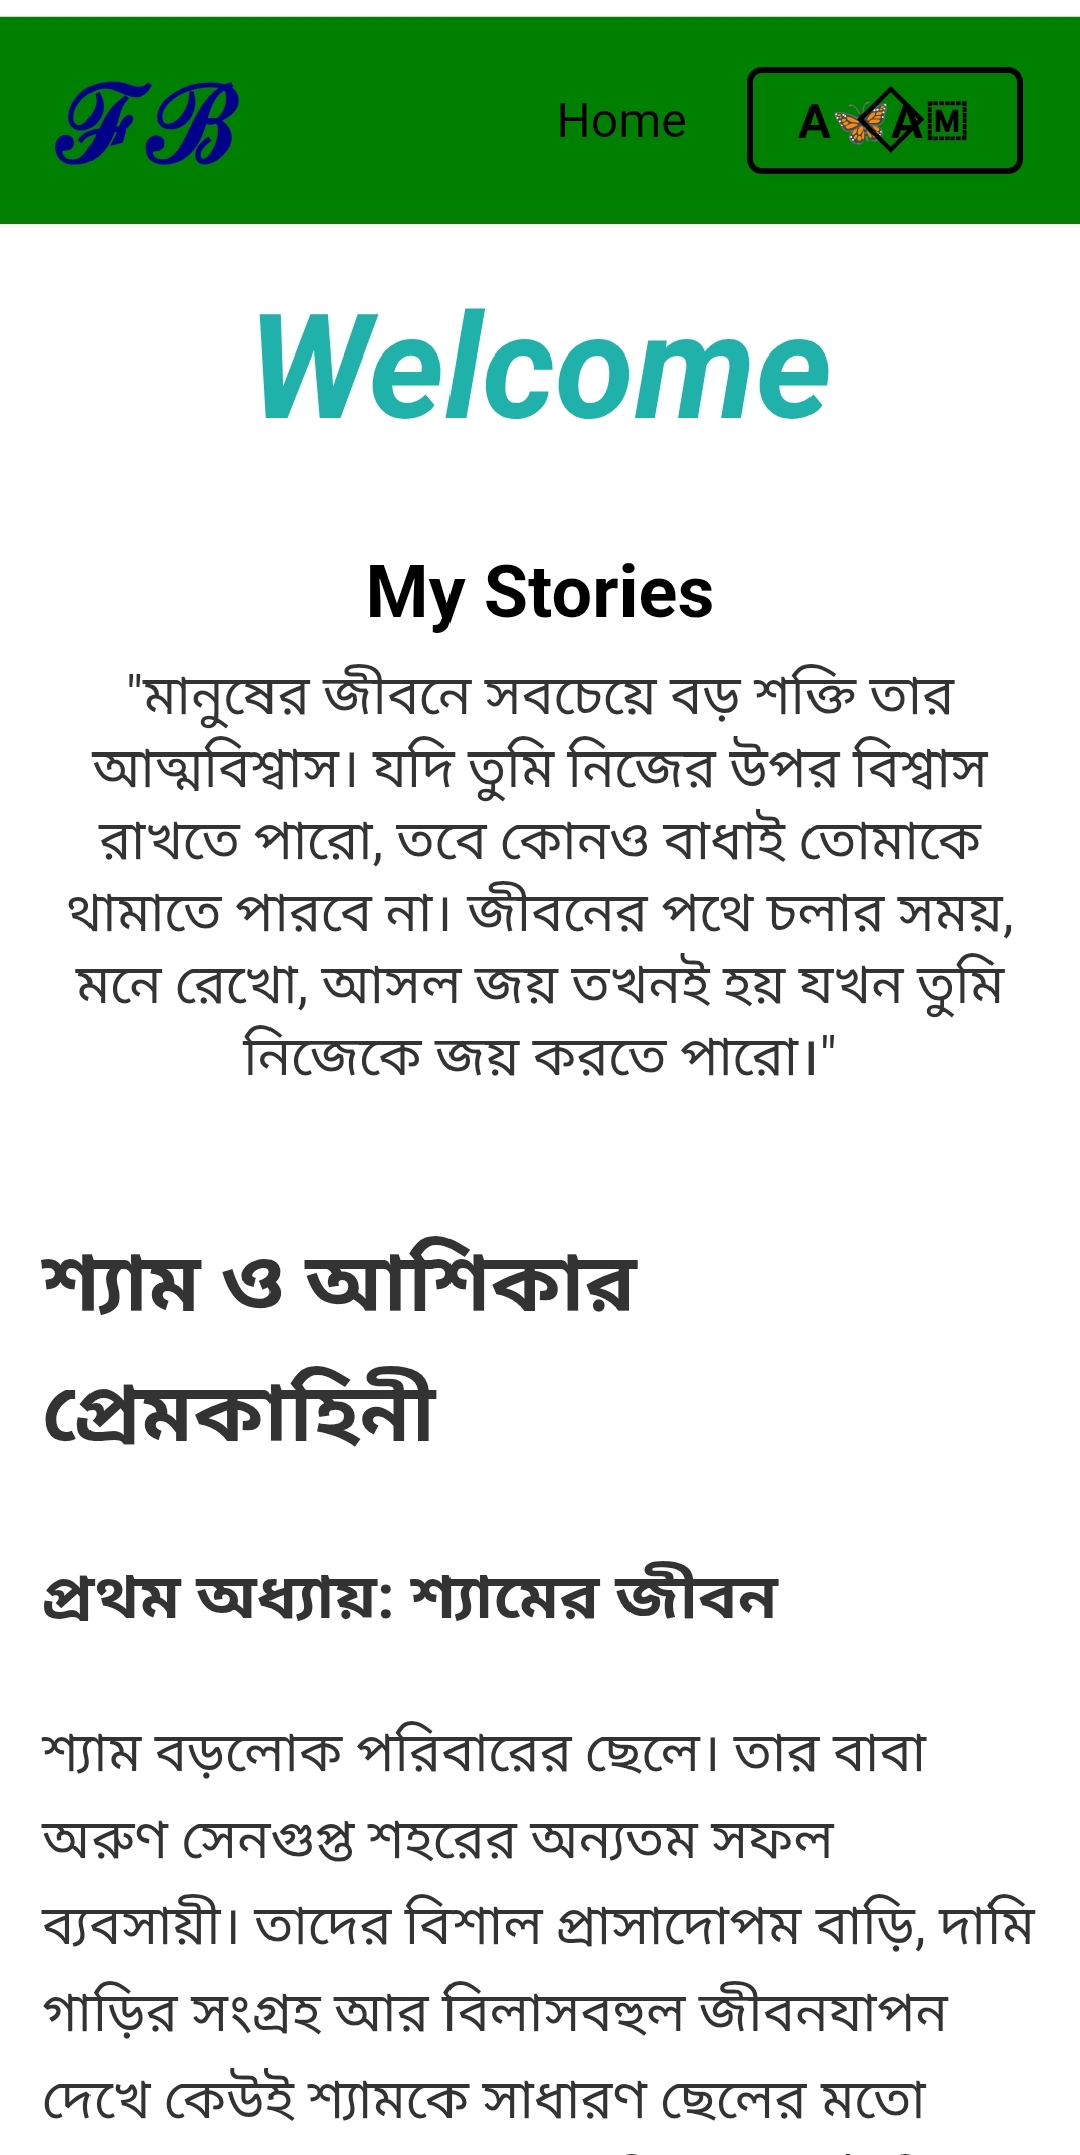 ℱℬ
Home
A🦋A⃟M⃞
Welcome
My Stories
"মানুষের জীবনে সবচেয়ে বড় শক্তি তার
আত্মবিশ্বাস। যদি তুমি নিজের উপর বিশ্বাস
রাখতে পারো, তবে কোনও বাধাই তোমাকে
থামাতে পারবে না। জীবনের পথে চলার সময়,
মনে রেখো, আসল জয় তখনই হয় যখন তুমি
নিজেকে জয় করতে পারো।"
শ্যাম ও আশিকার
প্রেমকাহিনী
প্রথম অধ্যায়: শ্যামের জীবন
শ্যাম বড়লোক পরিবারের ছেলে। তার বাবা
অরুণ সেনগুপ্ত শহরের অন্যতম সফল
ব্যবসায়ী। তাদের বিশাল প্রাসাদোপম বাড়ি, দামি
গাড়ির সংগ্রহ আর বিলাসবহুল জীবনযাপন
দেখে কেউই শ্যামকে সাধারণ ছেলের মতো